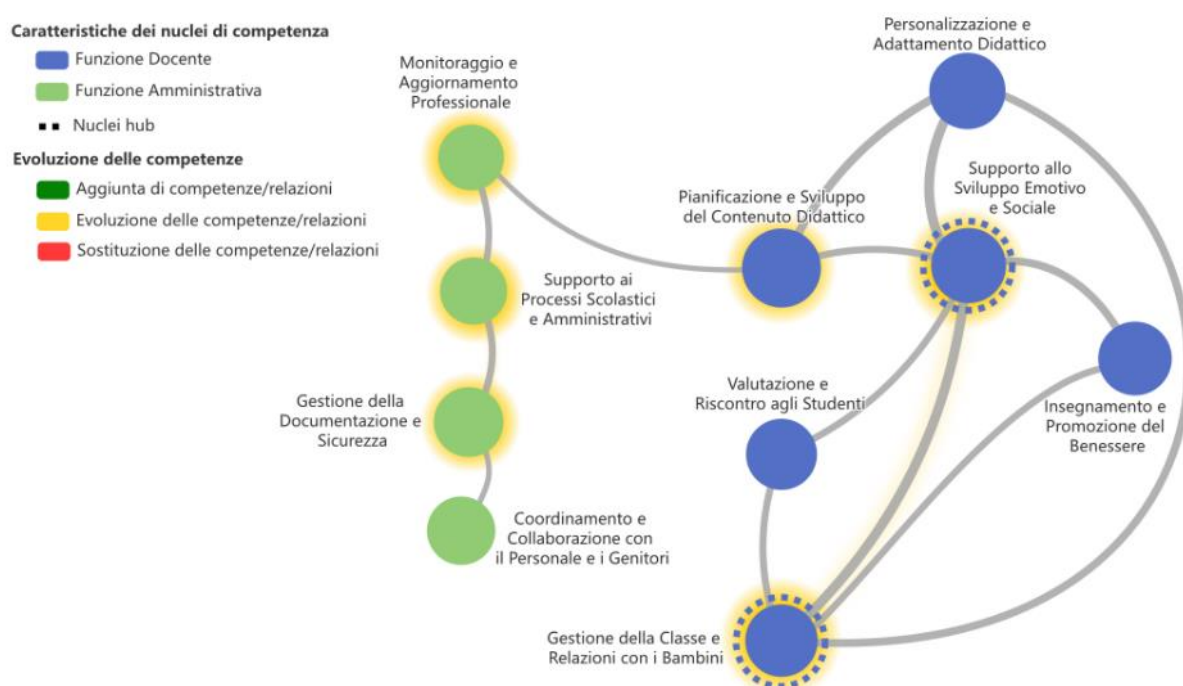 Caratteristiche dei nuclei di competenza
Funzione Docente
Funzione Amministrativa
Nuclei hub
Evoluzione delle competenze
Aggiunta di competenze/relazioni
Evoluzione delle competenze/relazioni
Sostituzione delle competenze/relazioni
Monitoraggio e
Aggiornamento
Professionale
Personalizzazione e
Adattamento Didattico
Pianificazione e Sviluppo
del Contenuto Didattico
Supporto allo
Sviluppo Emotivo
e Sociale
Supporto ai
Processi Scolastici
e Amministrativi
Gestione della
Documentazione e
Sicurezza
Valutazione e
Riscontro agli Studenti
Insegnamento e
Promozione del
Benessere
Coordinamento e
Collaborazione con
il Personale e i Genitori
Gestione della Classe e
Relazioni con i Bambini